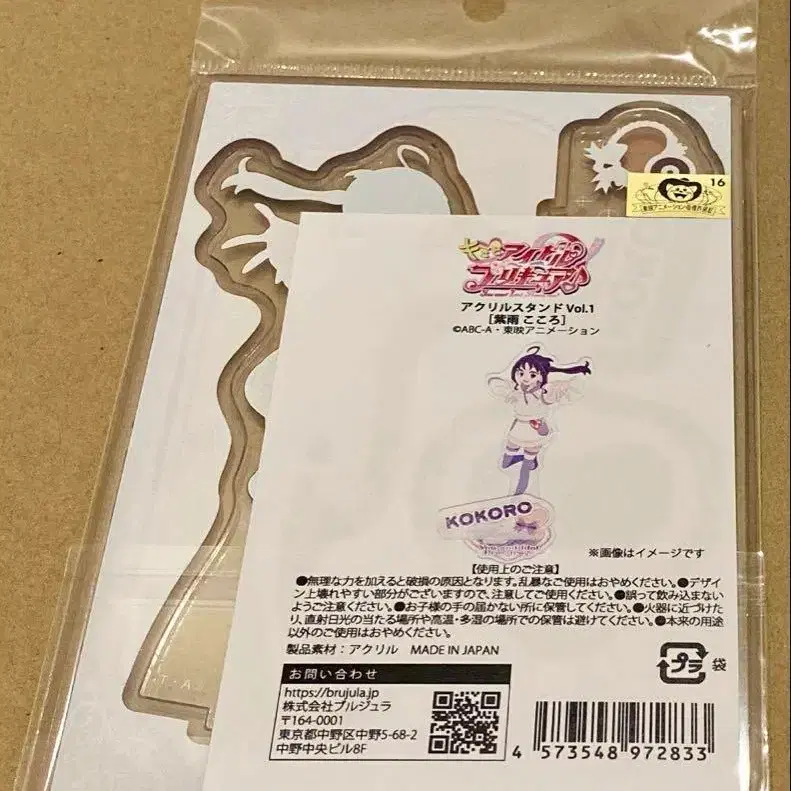 16
東映アニメーション版権許諾証
キミとアイドル
プリキュア♪
アクリルスタンド Vol.1
[紫雨 こころ]
©ABC-A・東映アニメーション
KOKORO
※画像はイメージです
【使用上のご注意】
●無理な力を加えると破損の原因となります。乱暴なご使用はおやめください。●デザイ
ン上壊れやすい部分がございますので、注意してご使用ください。●誤って飲み込まない
ようご注意ください。●お子様の手の届かない所に保管してください。●火器に近づけた
り、直射日光の当たる場所や高温・多湿の場所での保管は避けてください。●本来の用途
以外のご使用はおやめください。
製品素材：アクリル MADE IN JAPAN
プラ 袋
お問い合わせ
https://brujula.jp
株式会社ブルジュラ
〒164-0001
東京都中野区中野5-68-2
中野中央ビル8F
4 573548 972833